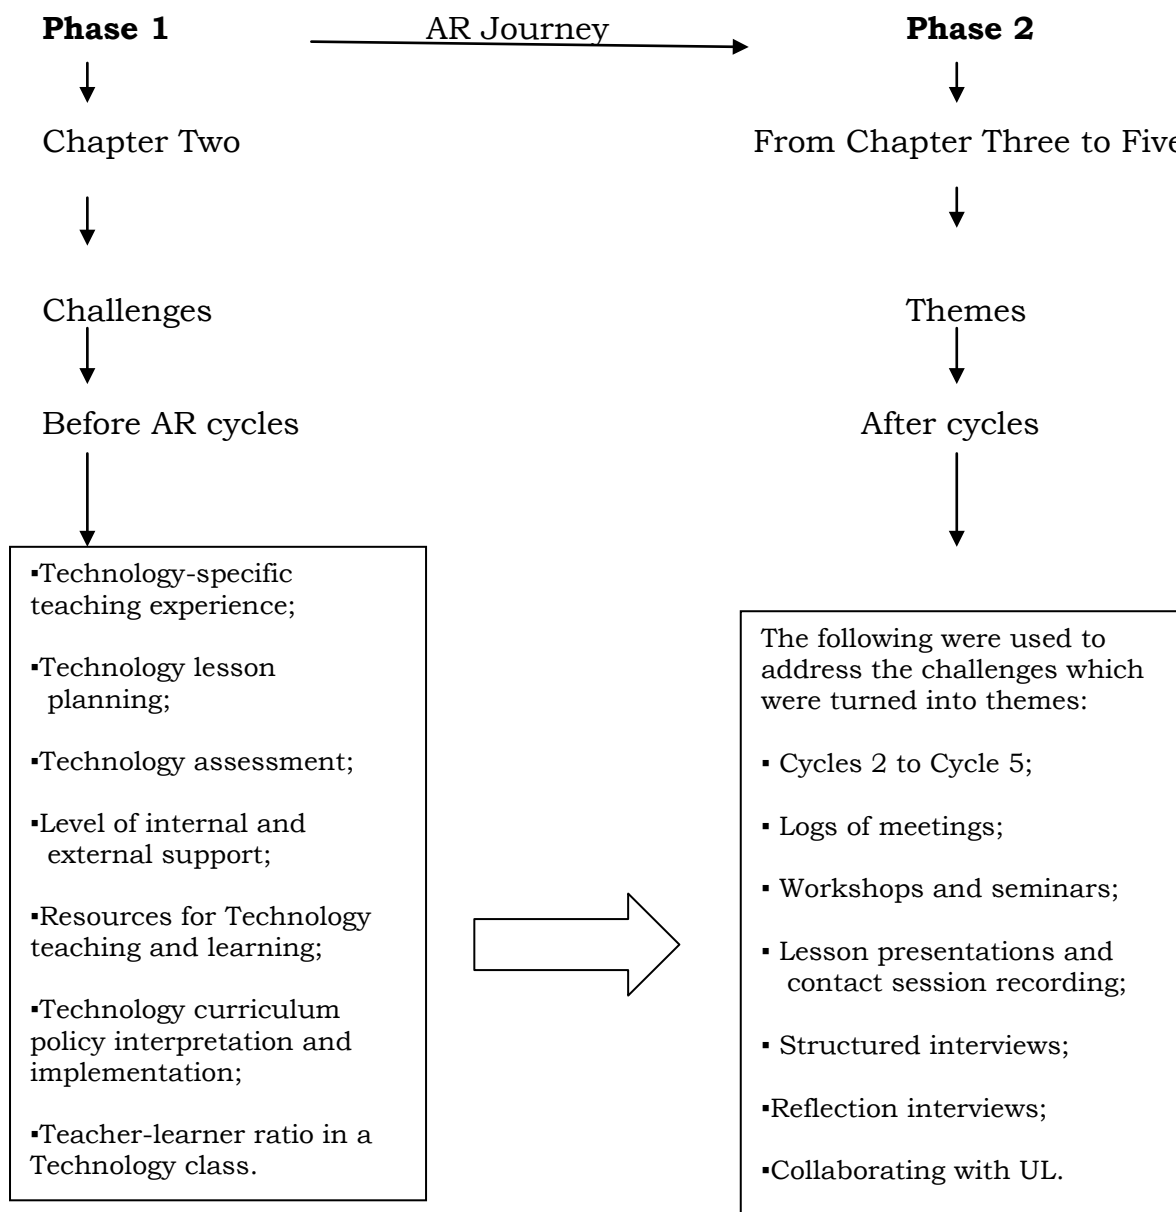 Phase 1
AR Journey
Phase 2
Chapter Two
From Chapter Three to Five
Challenges
Themes
Before AR cycles
After cycles
▪Technology-specific
teaching experience;
▪Technology lesson
planning;
▪Technology assessment;
▪Level of internal and
external support;
▪Resources for Technology
teaching and learning;
▪Technology curriculum
policy interpretation and
implementation;
▪Teacher-learner ratio in a
Technology class.
The following were used to
address the challenges which
were turned into themes:
▪ Cycles 2 to Cycle 5;
▪ Logs of meetings;
▪ Workshops and seminars;
▪ Lesson presentations and
contact session recording;
▪ Structured interviews;
▪Reflection interviews;
▪Collaborating with UL.